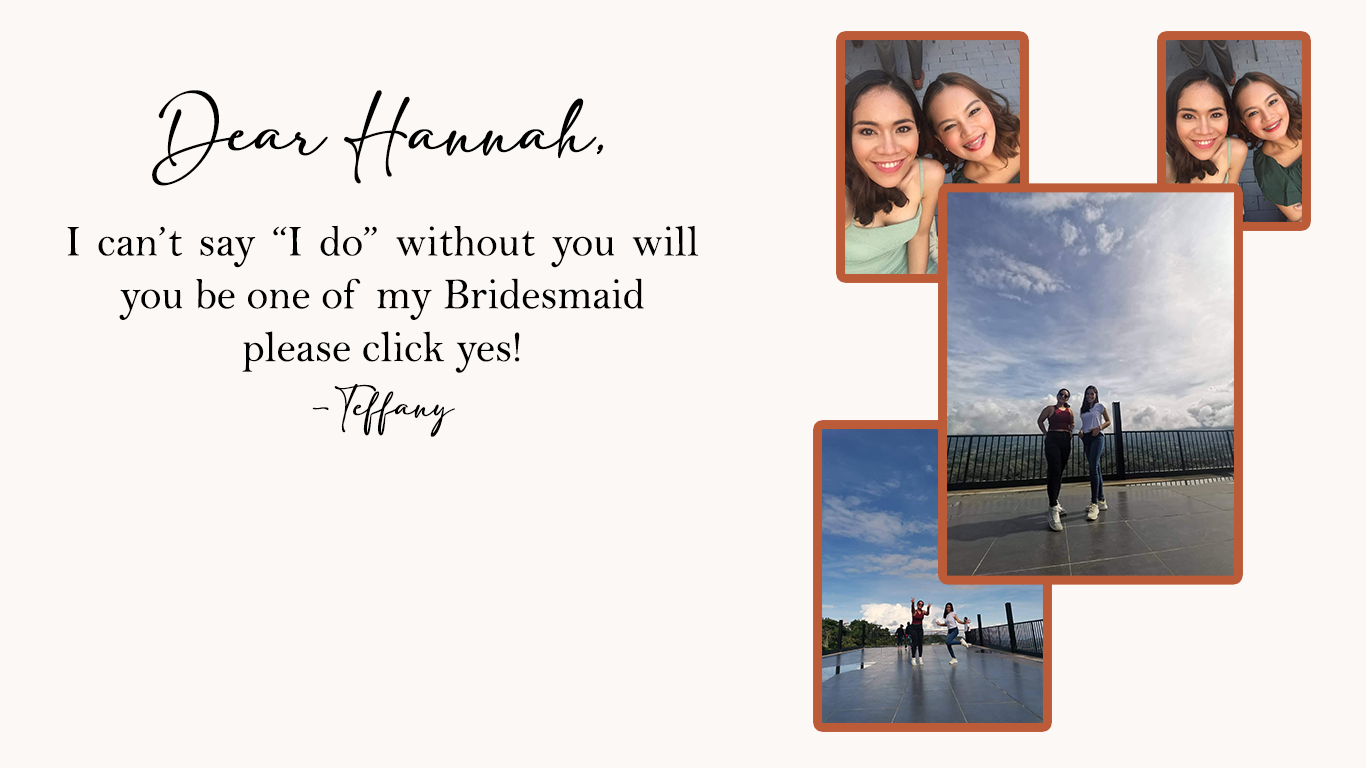 Dear Hannah,
I can’t say “I do” without you will
you be one of my Bridesmaid
please click yes!
- Teffany